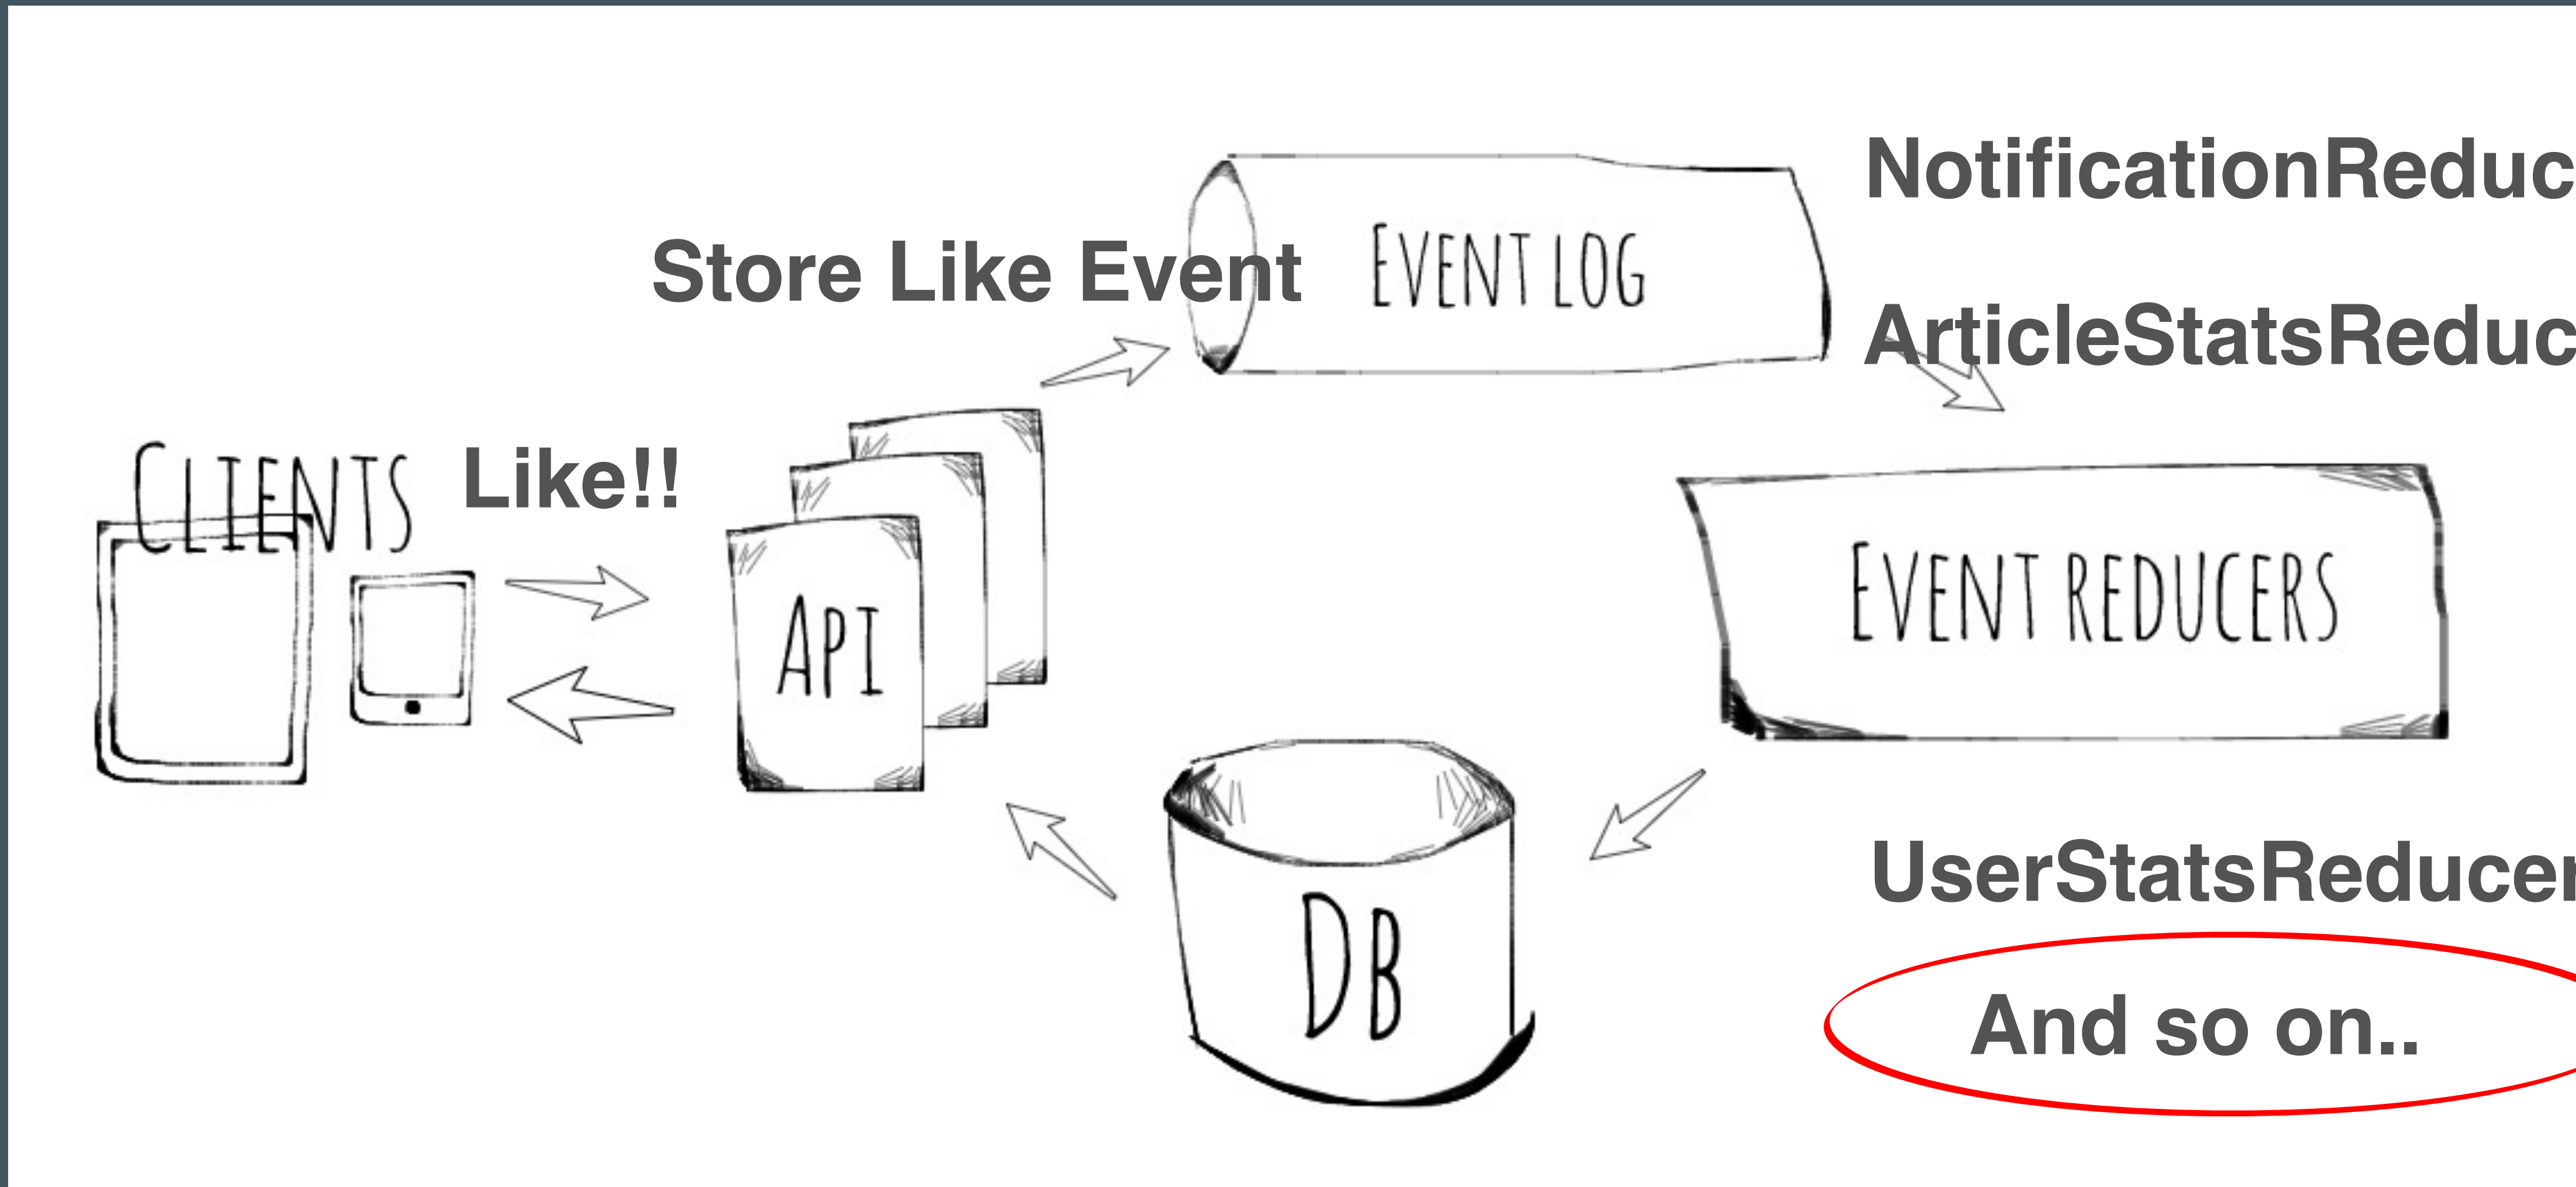 NotificationReduc
Store Like Event
EVENT LOG
ArticleStatsReduc
CLIENTS
Like!!
API
EVENT REDUCERS
UserStatsReducer
DB
And so on..